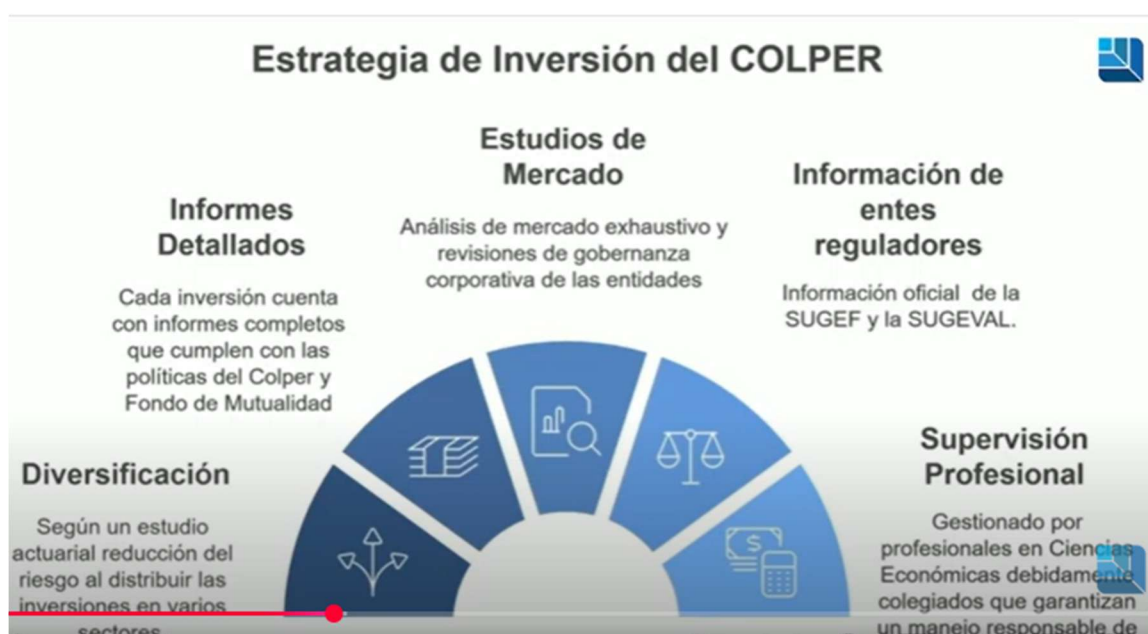 Estrategia de Inversión del COLPER
Diversificación
Según un estudio
actuarial reducción del
riesgo al distribuir las
inversiones en varios
sectores
Informes
Detallados
Cada inversión cuenta
con informes completos
que cumplen con las
políticas del Colper y
Fondo de Mutualidad
Estudios de
Mercado
Análisis de mercado exhaustivo y
revisiones de gobernanza
corporativa de las entidades
Información de
entes
reguladores
Información oficial de la
SUGEF y la SUGEVAL.
Supervisión
Profesional
Gestionado por
profesionales en Ciencias
Económicas debidamente
colegiados que garantizan
un manejo responsable de